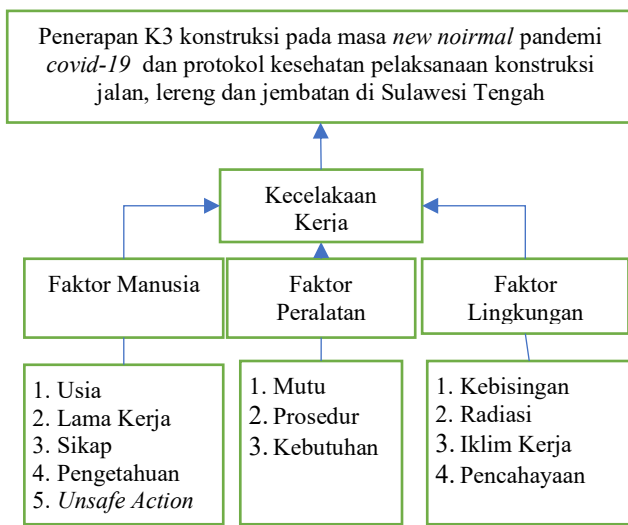 Penerapan K3 konstruksi pada masa new noirmal pandemi
covid-19 dan protokol kesehatan pelaksanaan konstruksi
jalan, lereng dan jembatan di Sulawesi Tengah
Kecelakaan
Kerja
Faktor Manusia
Faktor
Peralatan
Faktor
Lingkungan
1. Usia
2. Lama Kerja
3. Sikap
4. Pengetahuan
5. Unsafe Action
1. Mutu
2. Prosedur
3. Kebutuhan
1. Kebisingan
2. Radiasi
3. Iklim Kerja
4. Pencahayaan